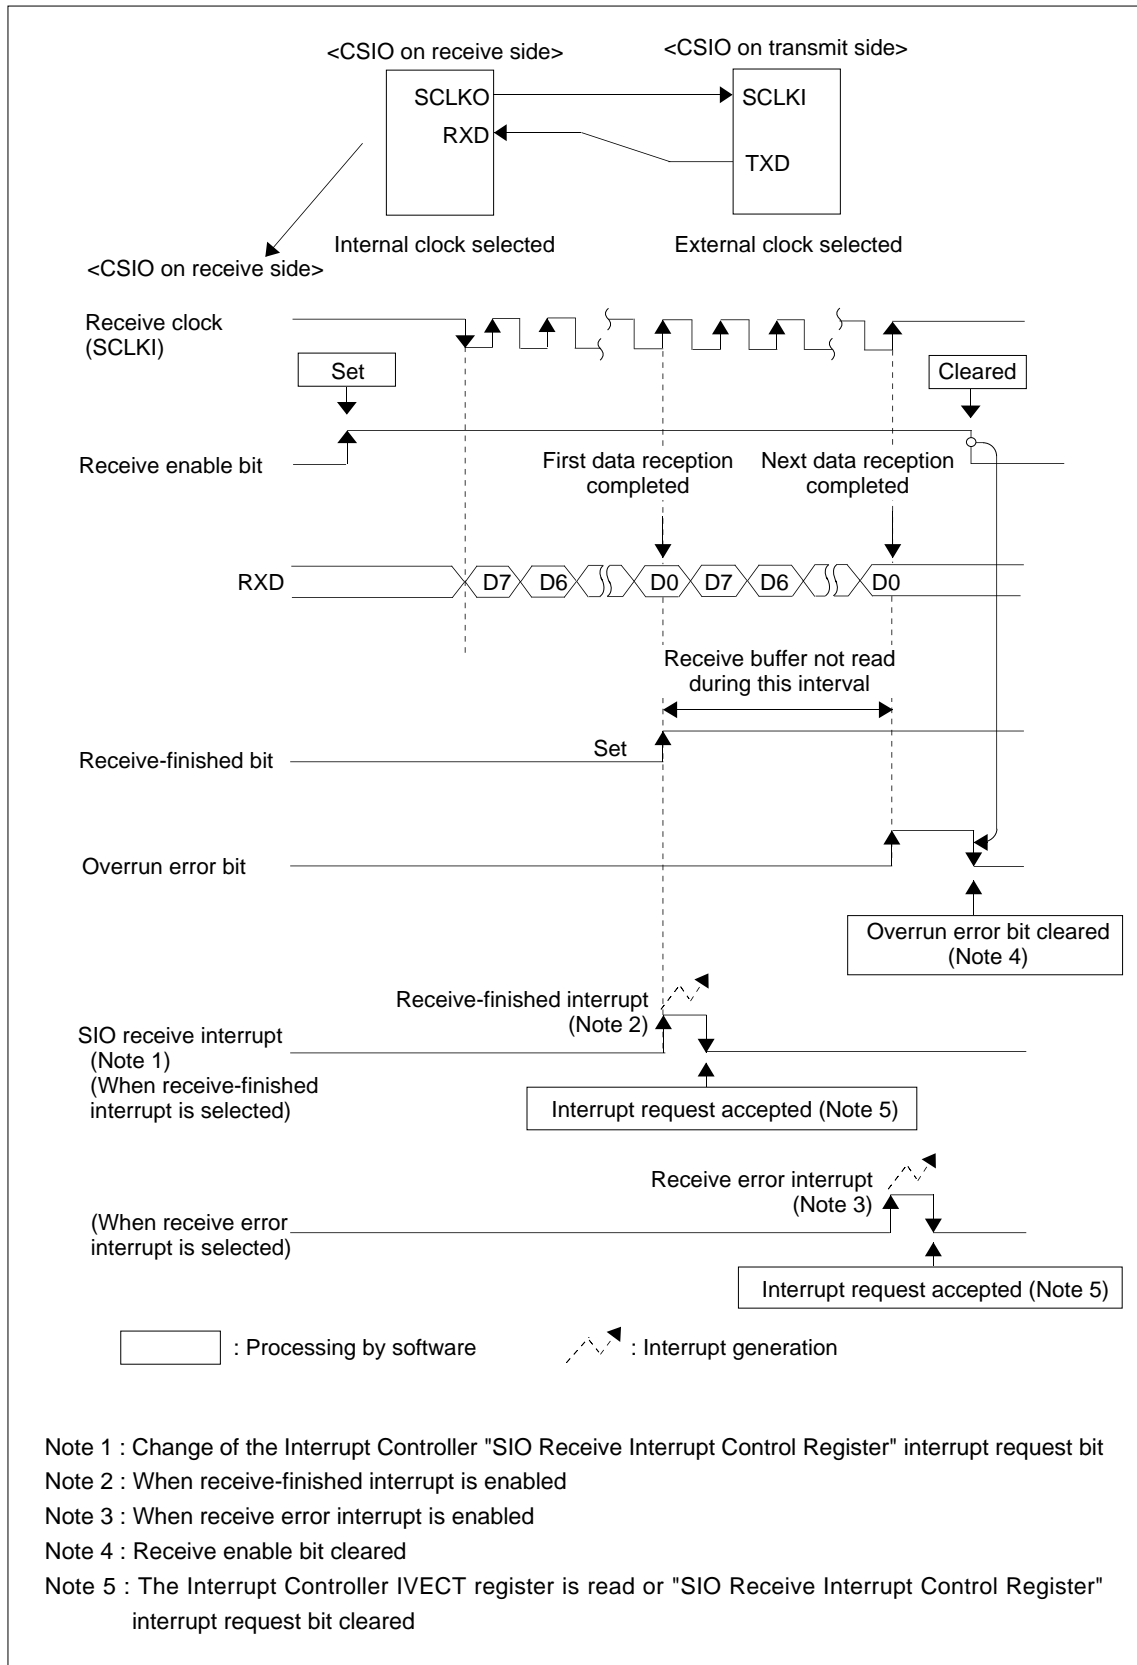 <CSIO on receive side>
<CSIO on transmit side>
SCLKO
SCLKI
RXD
TXD
Internal clock selected
External clock selected
<CSIO on receive side>
Receive clock
(SCLKI)
Set
Cleared
Receive enable bit
First data reception
completed
Next data reception
completed
RXD
D7
D6
D0
D7
D6
D0
Receive buffer not read
during this interval
Set
Receive-finished bit
Overrun error bit
Overrun error bit cleared
(Note 4)
Receive-finished interrupt
(Note 2)
SIO receive interrupt
(Note 1)
(When receive-finished
interrupt is selected)
Interrupt request accepted (Note 5)
Receive error interrupt
(Note 3)
(When receive error
interrupt is selected)
Interrupt request accepted (Note 5)
: Processing by software
: Interrupt generation
Note 1 : Change of the Interrupt Controller "SIO Receive Interrupt Control Register" interrupt request bit
Note 2 : When receive-finished interrupt is enabled
Note 3 : When receive error interrupt is enabled
Note 4 : Receive enable bit cleared
Note 5 : The Interrupt Controller IVECT register is read or "SIO Receive Interrupt Control Register"
interrupt request bit cleared